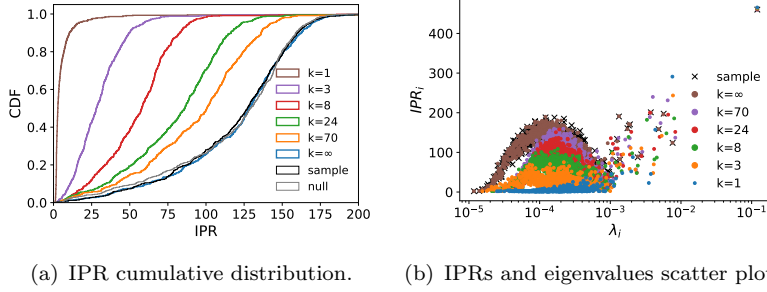 1.0
0.8
0.6
0.4
0.2
0.0
CDF
0
25
50
75
100
125
150
175
200
IPR
k=1
k=3
k=8
k=24
k=70
k=∞
sample
null
400
300
200
100
0
IPR_i
10⁻⁵
10⁻⁴
10⁻³
10⁻²
10⁻¹
λ_i
sample
k=∞
k=70
k=24
k=8
k=3
k=1
(a) IPR cumulative distribution.
(b) IPRs and eigenvalues scatter plo